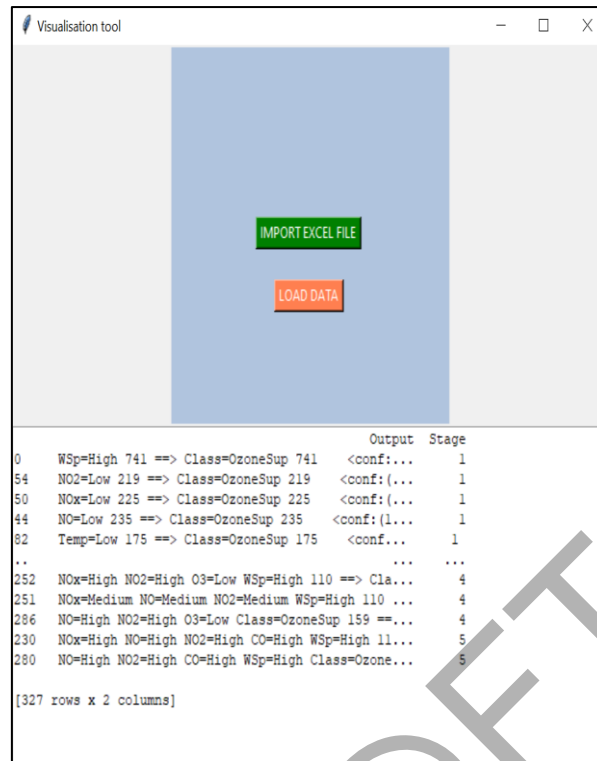 Visualisation tool
IMPORT EXCEL FILE
LOAD DATA
Output Stage
0 WSp=High 741 ==> Class=OzoneSup 741 <conf:... 1
54 NO2=Low 219 ==> Class=OzoneSup 219 <conf:(... 1
50 NOx=Low 225 ==> Class=OzoneSup 225 <conf:(... 1
44 NO=Low 235 ==> Class=OzoneSup 235 <conf:(1... 1
82 Temp=Low 175 ==> Class=OzoneSup 175 <conf... 1
.. ... ...
252 NOx=High NO2=High O3=Low WSp=High 110 ==> Cla... 4
251 NOx=Medium NO=Medium NO2=Medium WSp=High 110 ... 4
286 NO=High NO2=High O3=Low Class=OzoneSup 159 ==... 4
230 NOx=High NO=High NO2=High CO=High WSp=High 11... 5
280 NO=High NO2=High CO=High WSp=High Class=Ozone... 5
[327 rows x 2 columns]